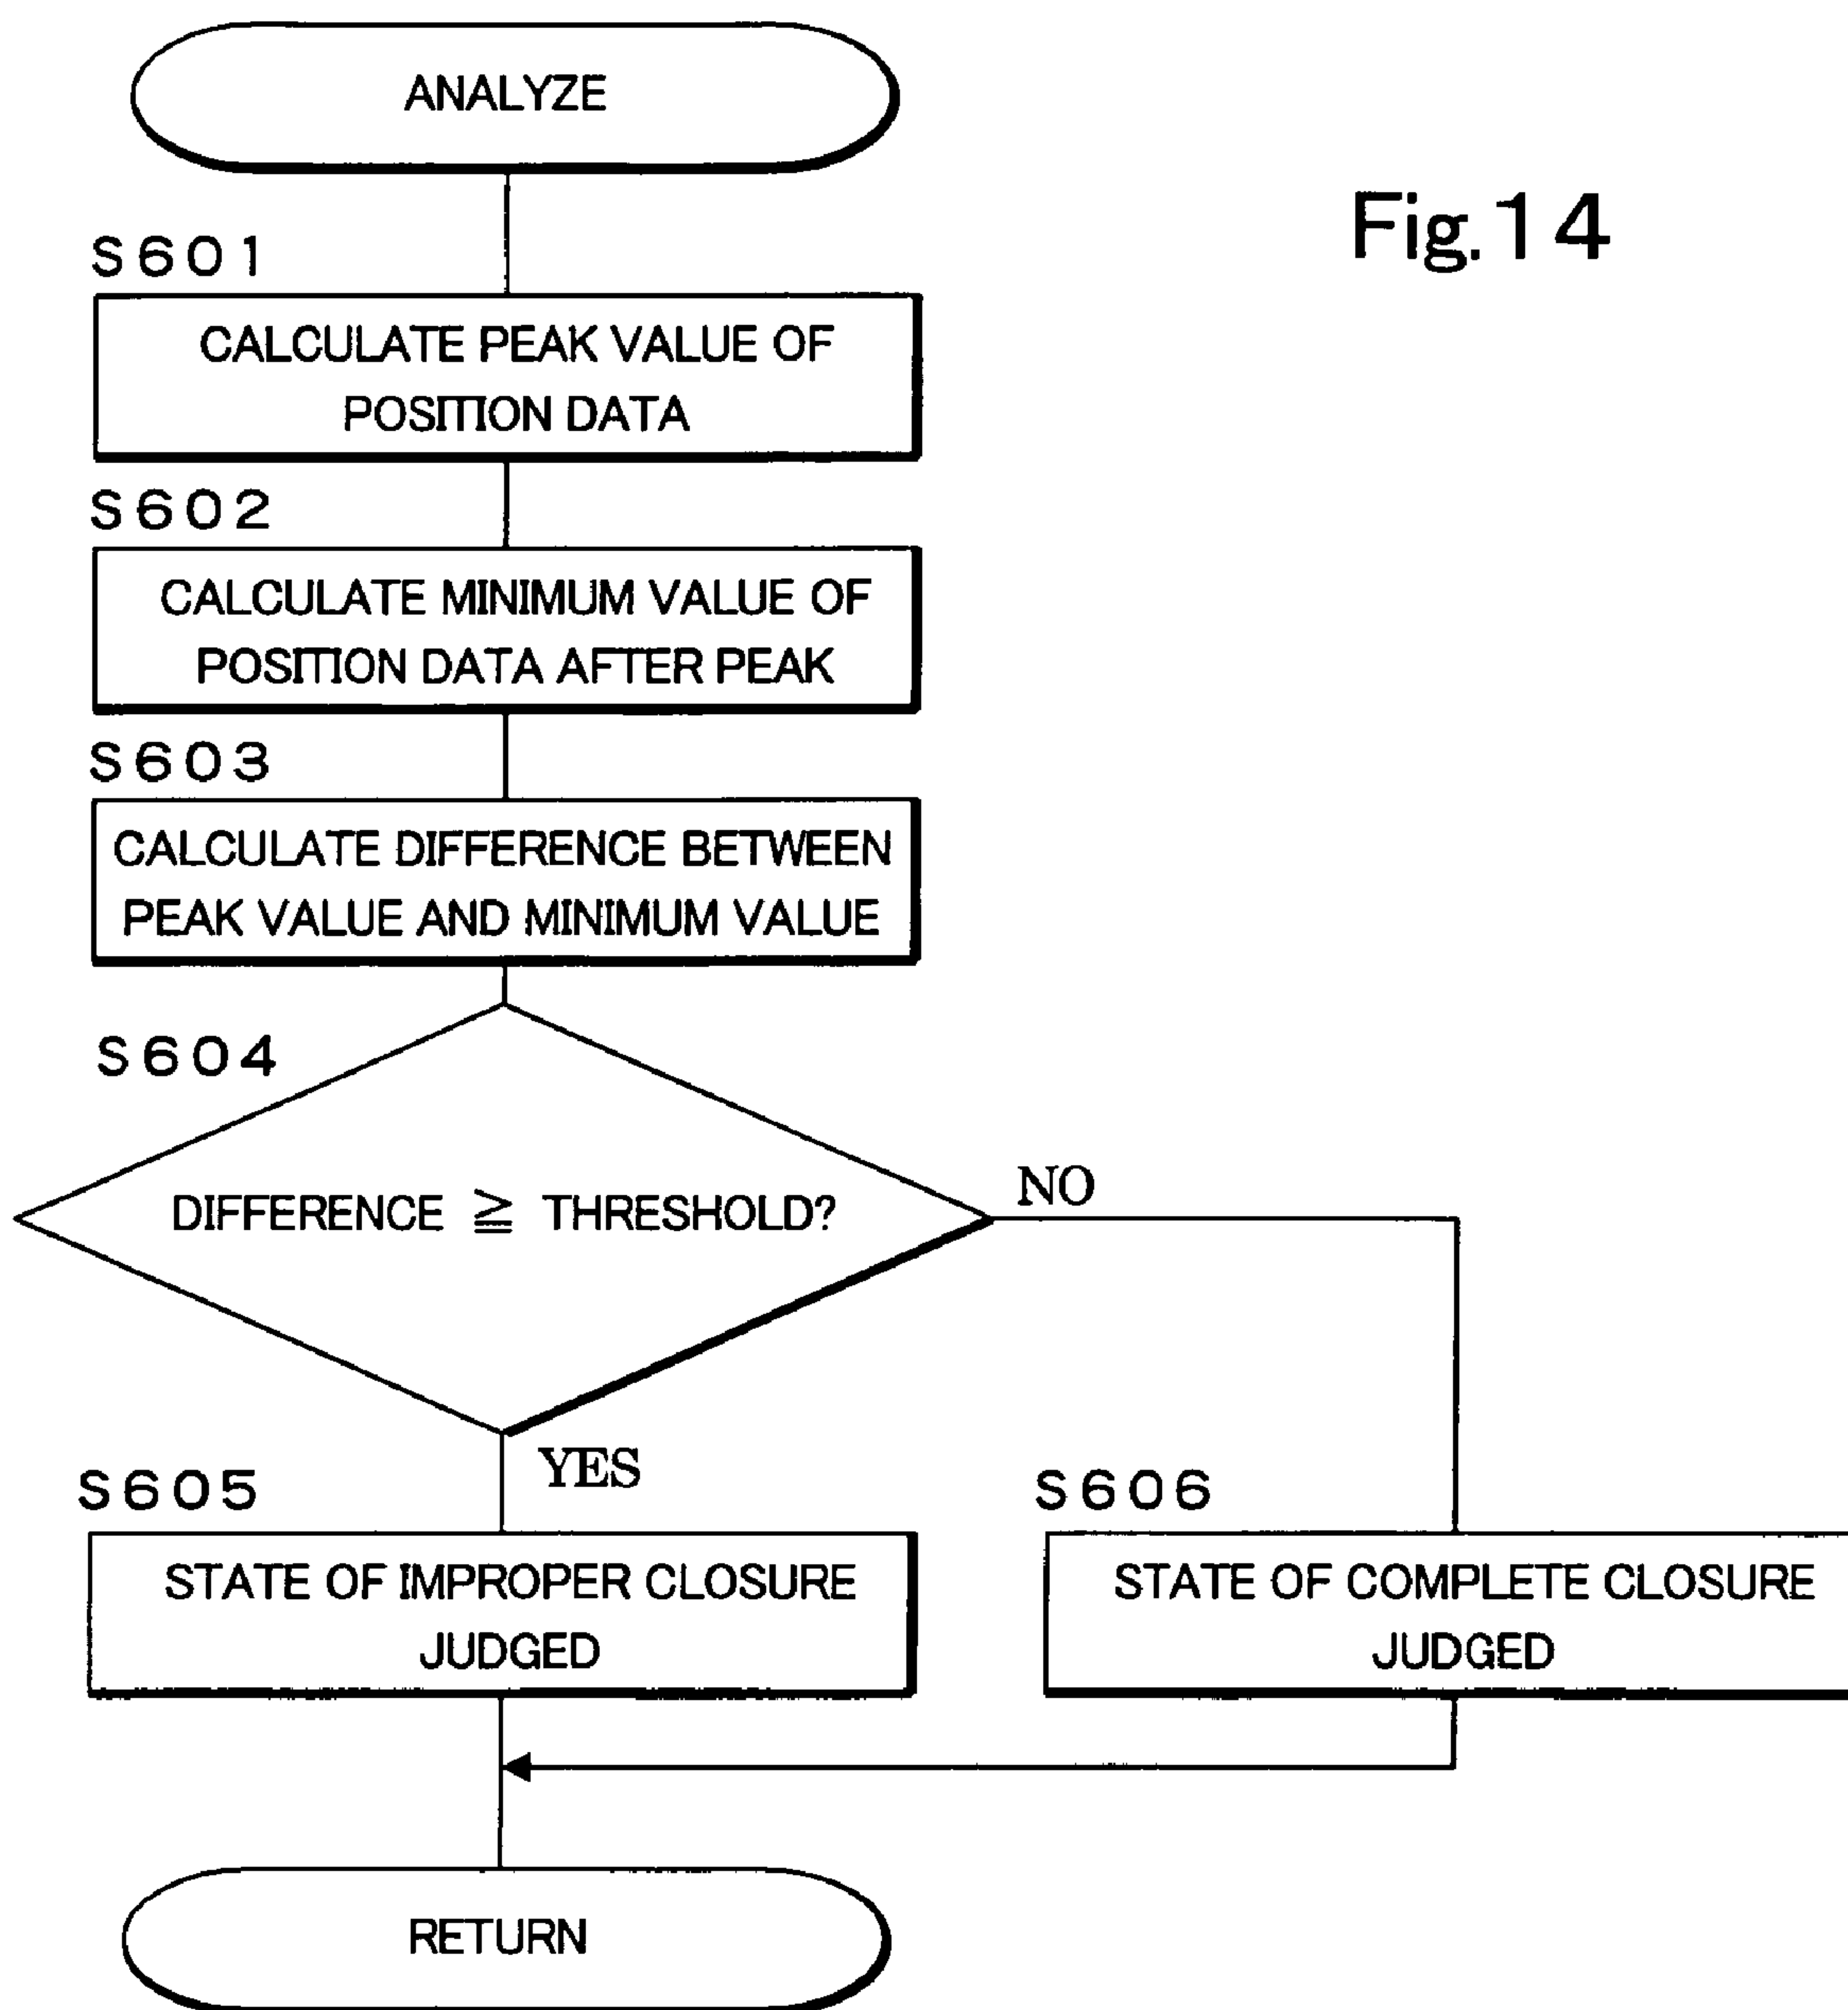 ANALYZE
Fig.14
S601
CALCULATE PEAK VALUE OF
POSITION DATA
S602
CALCULATE MINIMUM VALUE OF
POSITION DATA AFTER PEAK
S603
CALCULATE DIFFERENCE BETWEEN
PEAK VALUE AND MINIMUM VALUE
S604
DIFFERENCE ≧ THRESHOLD?
NO
YES
S605
STATE OF IMPROPER CLOSURE
JUDGED
S606
STATE OF COMPLETE CLOSURE
JUDGED
RETURN